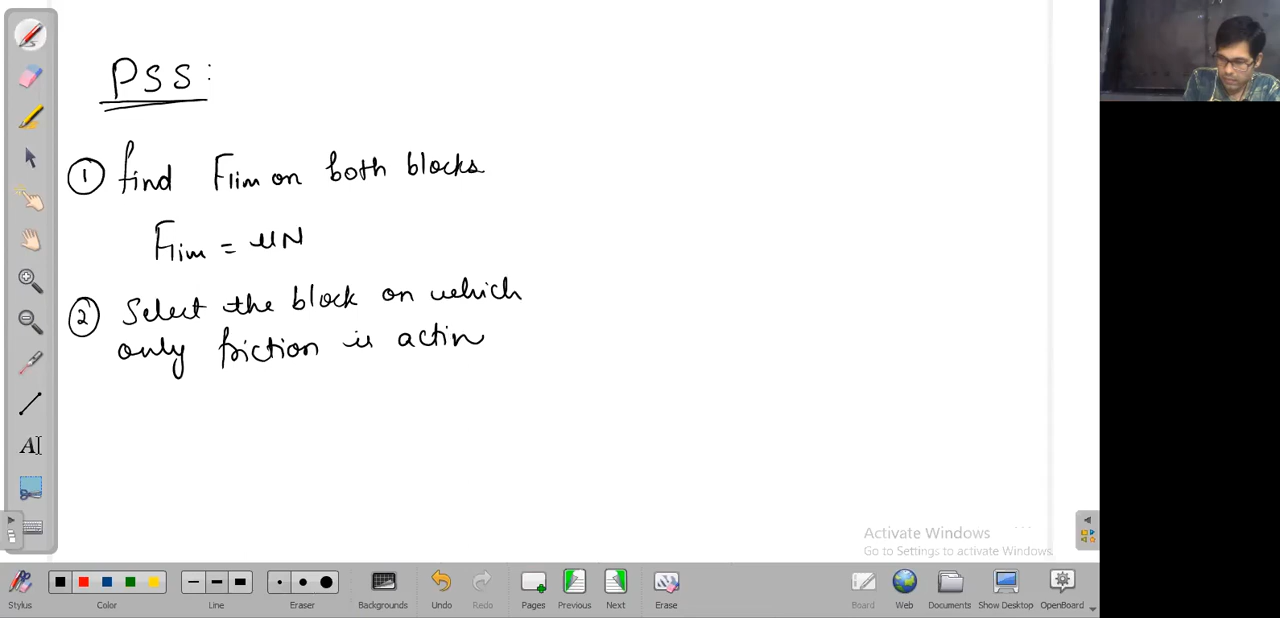 PSS:
① find Flim on both blocks
Flim = μN
② Select the block on which
only friction is actin
Activate Windows
Go to Settings to activate Windows.
Stylus
Color
Line
Eraser
Backgrounds
Undo
Redo
Pages
Previous
Next
Erase
Board
Web
Documents
Show Desktop
OpenBoard